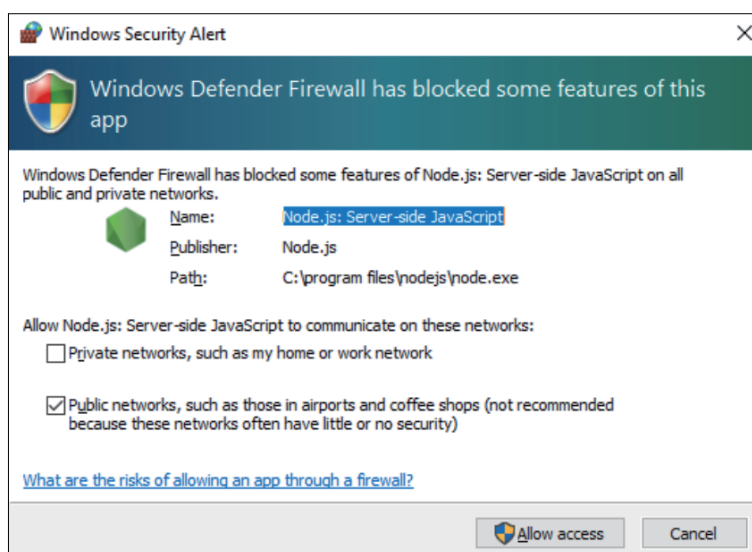 Windows Security Alert
Windows Defender Firewall has blocked some features of this
app
Windows Defender Firewall has blocked some features of Node.js: Server-side JavaScript on all
public and private networks.
Name: Node.js: Server-side JavaScript
Publisher: Node.js
Path: C:\program files\nodejs\node.exe
Allow Node.js: Server-side JavaScript to communicate on these networks:
Private networks, such as my home or work network
Public networks, such as those in airports and coffee shops (not recommended
because these networks often have little or no security)
What are the risks of allowing an app through a firewall?
Allow access Cancel